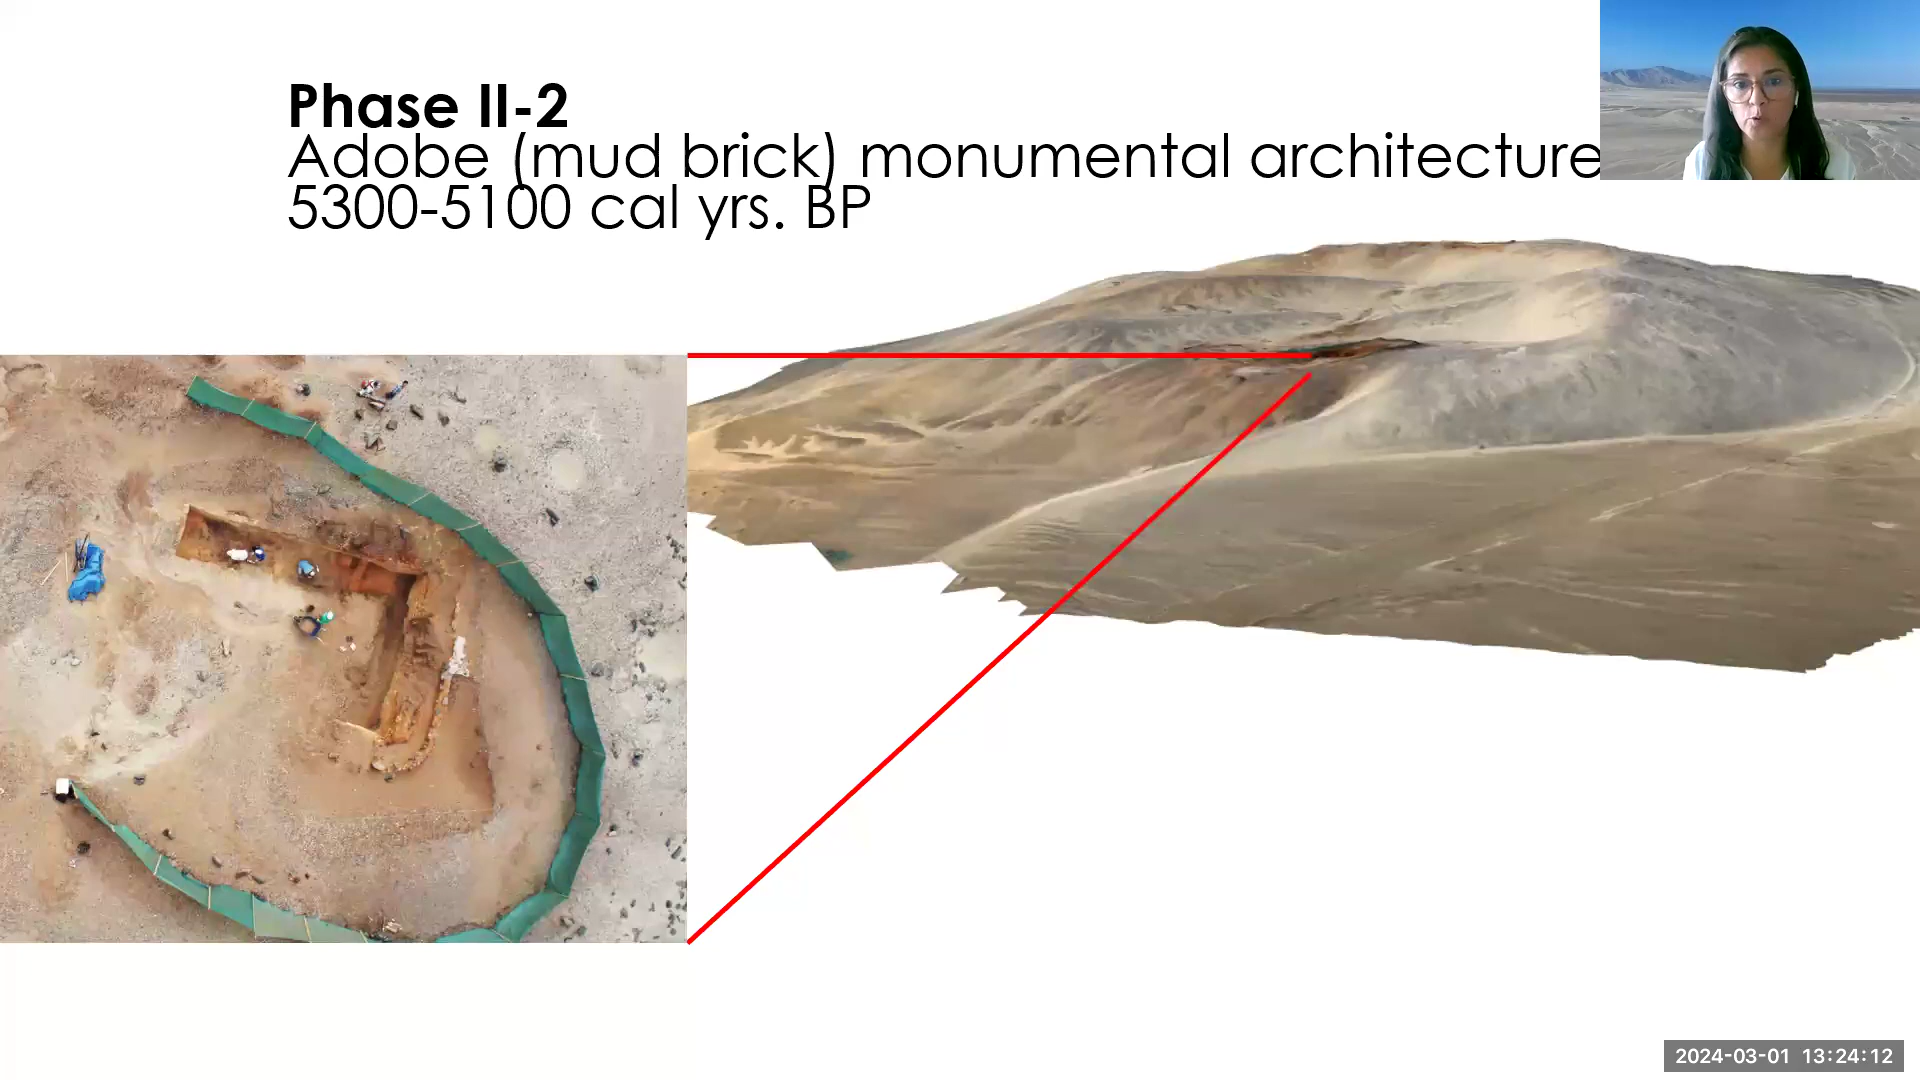 Phase II-2
Adobe (mud brick) monumental architecture
5300-5100 cal yrs. BP
2024-03-01 13:24:12